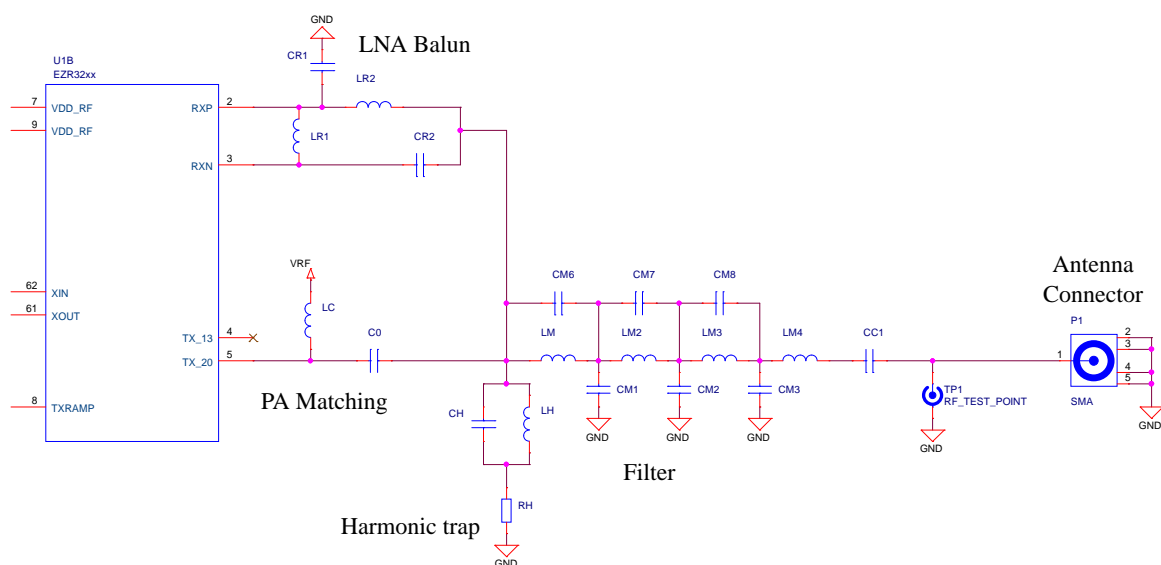 GND
LNA Balun
CR1
U1B
EZR32xx
LR2
7
VDD_RF
RXP
2
9
VDD_RF
LR1
CR2
RXN
3
VRF
62
XIN
LC
CM6
CM7
CM8
Antenna
Connector
61
XOUT
P1
TX_13
4
C0
LM
LM2
LM3
LM4
CC1
2
3
TX_20
5
1
4
5
PA Matching
CM1
CM2
CM3
TP1
RF_TEST_POINT
SMA
8
TXRAMP
CH
LH
GND
GND
GND
GND
GND
Filter
RH
Harmonic trap
GND